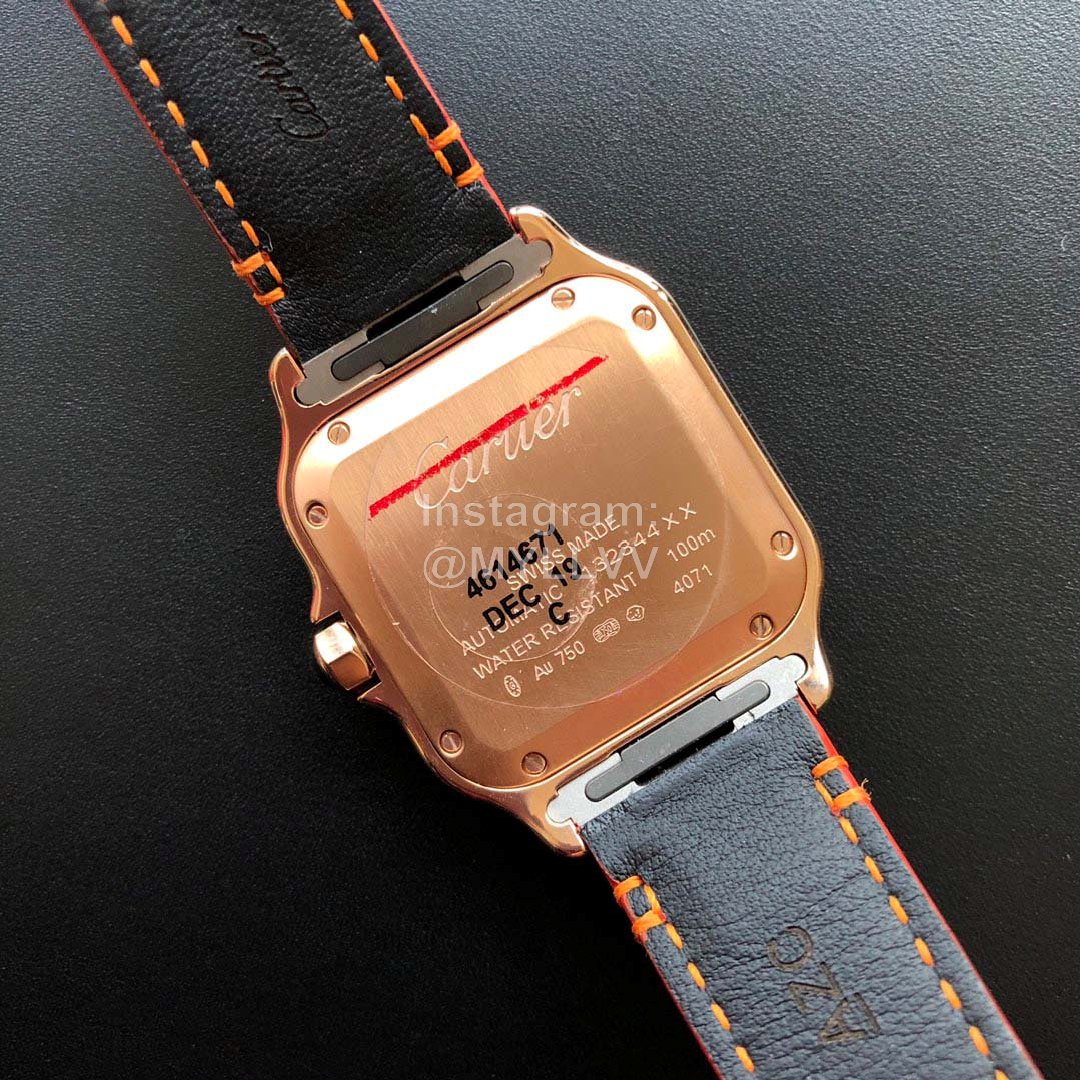 Cartier
Cartier
Instagram:
4614671
SWISS MADE
DEC 19
AUTOMATIC
C
WATER RESISTANT 100m
Au 750
4071
AZC